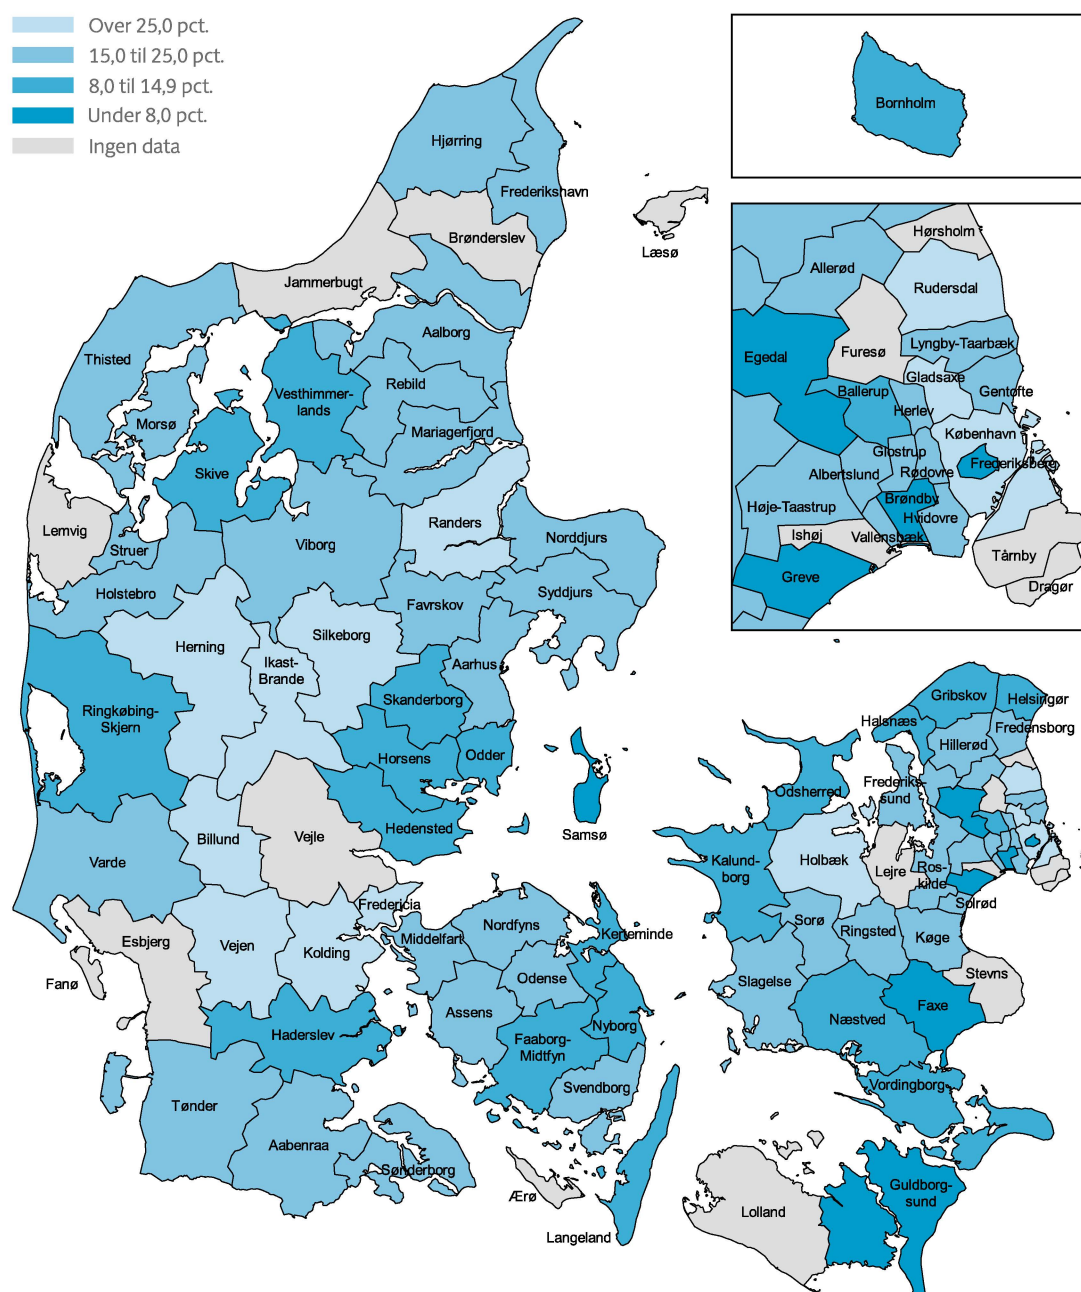 Over 25,0 pct.
15,0 til 25,0 pct.
8,0 til 14,9 pct.
Under 8,0 pct.
Ingen data
Bornholm
Hjørring
Frederikshavn
Brønderslev
Læsø
Jammerbugt
Aalborg
Thisted
Rebild
Vesthimmer-
lands
Morsø
Mariagerfjord
Skive
Lemvig
Randers
Struer
Viborg
Norddjurs
Holstebro
Favrskov
Syddjurs
Herning
Silkeborg
Ikast-
Brande
Aarhus
Skanderborg
Ringkøbing-
Skjern
Horsens
Odder
Hedensted
Samsø
Billund
Vejle
Varde
Fredericia
Esbjerg
Vejen
Kolding
Fanø
Middelfart
Nordfyns
Kerteminde
Odense
Assens
Nyborg
Faaborg-
Midtfyn
Haderslev
Svendborg
Tønder
Aabenraa
Sønderborg
Ærø
Langeland
Hørsholm
Allerød
Rudersdal
Egedal
Furesø
Lyngby-Taarbæk
Gladsaxe
Ballerup
Gentofte
Herlev
København
Glostrup
Frederiksberg
Albertslund
Rødovre
Høje-Taastrup
Brøndby
Hvidovre
Ishøj
Vallensbæk
Greve
Tårnby
Dragør
Gribskov
Helsingør
Halsnæs
Fredensborg
Hillerød
Frederiks-
sund
Odsherred
Kalund-
borg
Holbæk
Lejre
Ros-
kilde
Solrød
Sorø
Ringsted
Køge
Stevns
Slagelse
Næstved
Faxe
Vordingborg
Guldborg-
sund
Lolland